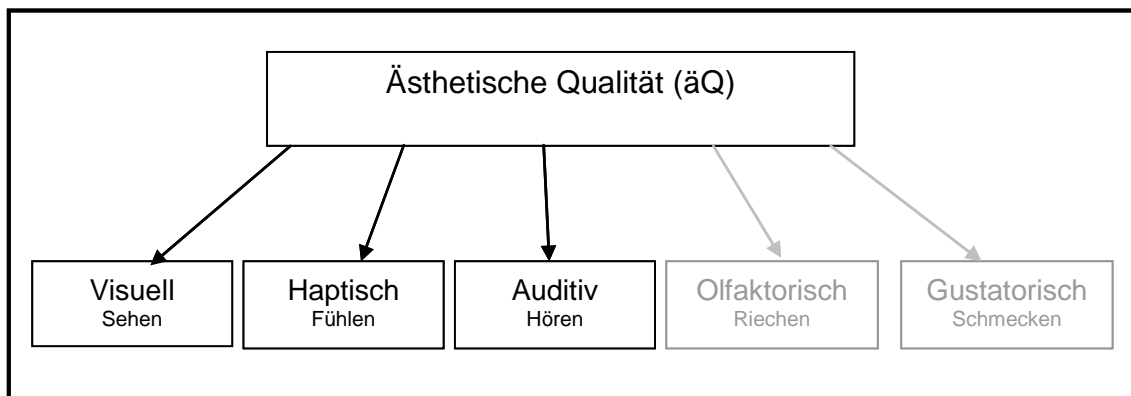 Ästhetische Qualität (äQ)
Visuell
Sehen
Haptisch
Fühlen
Auditiv
Hören
Olfaktorisch
Riechen
Gustatorisch
Schmecken